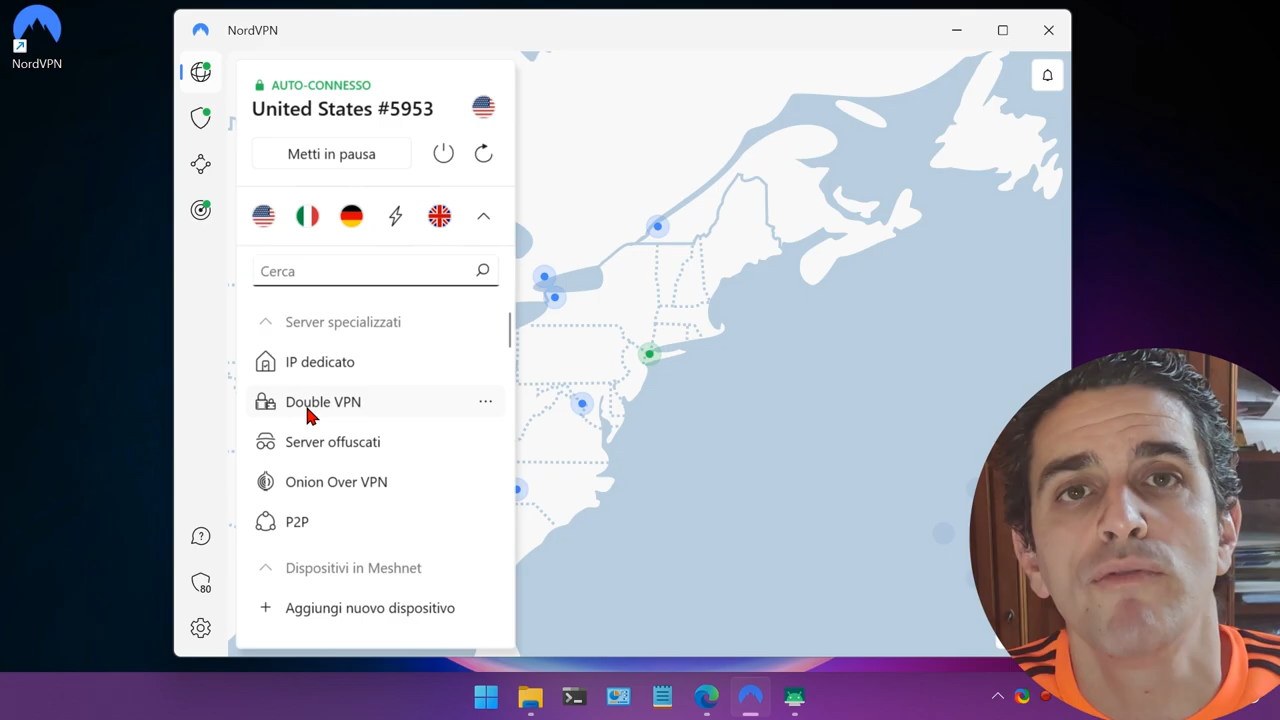 NordVPN
NordVPN
AUTO-CONNESSO
United States #5953
Metti in pausa
Cerca
Server specializzati
IP dedicato
Double VPN
Server offuscati
Onion Over VPN
P2P
Dispositivi in Meshnet
Aggiungi nuovo dispositivo
80